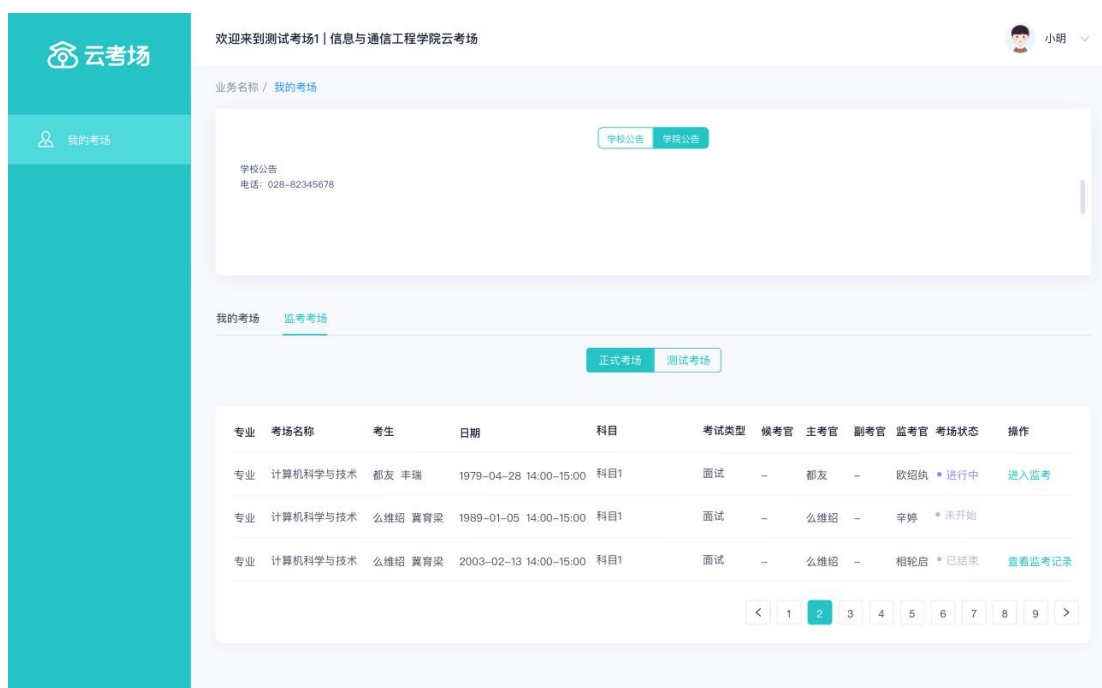 云考场
欢迎来到测试考场1 | 信息与通信工程学院云考场
小明
业务名称 / 我的考场
我的考场
学校公告 学院公告
学校公告
电话：028-82345678
我的考场 监考考场
正式考场 测试考场
专业 考场名称 考生 日期 科目 考试类型 候考官 主考官 副考官 监考官 考场状态 操作
专业 计算机科学与技术 都友 丰瑞 1979-04-28 14:00-15:00 科目1 面试 - 都友 - 欧绍纨 进行中 进入监考
专业 计算机科学与技术 么维绍 冀育梁 1989-01-05 14:00-15:00 科目1 面试 - 么维绍 - 辛婷 未开始
专业 计算机科学与技术 么维绍 冀育梁 2003-02-13 14:00-15:00 科目1 面试 - 么维绍 - 相轮启 已结束 查看监考记录
< 1 2 3 4 5 6 7 8 9 >